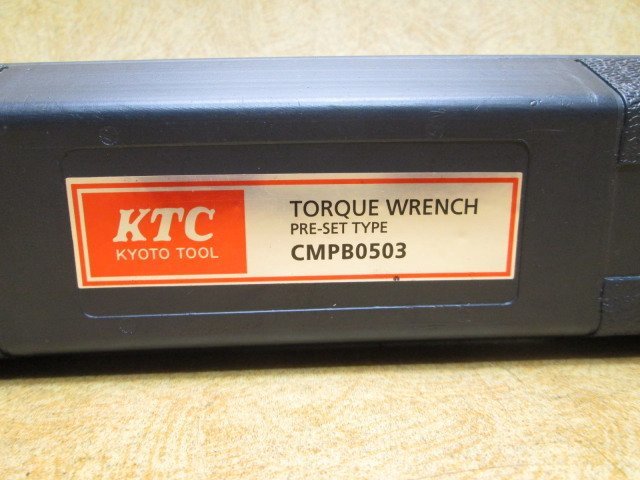 KTC
KYOTO TOOL
TORQUE WRENCH
PRE-SET TYPE
CMPB0503